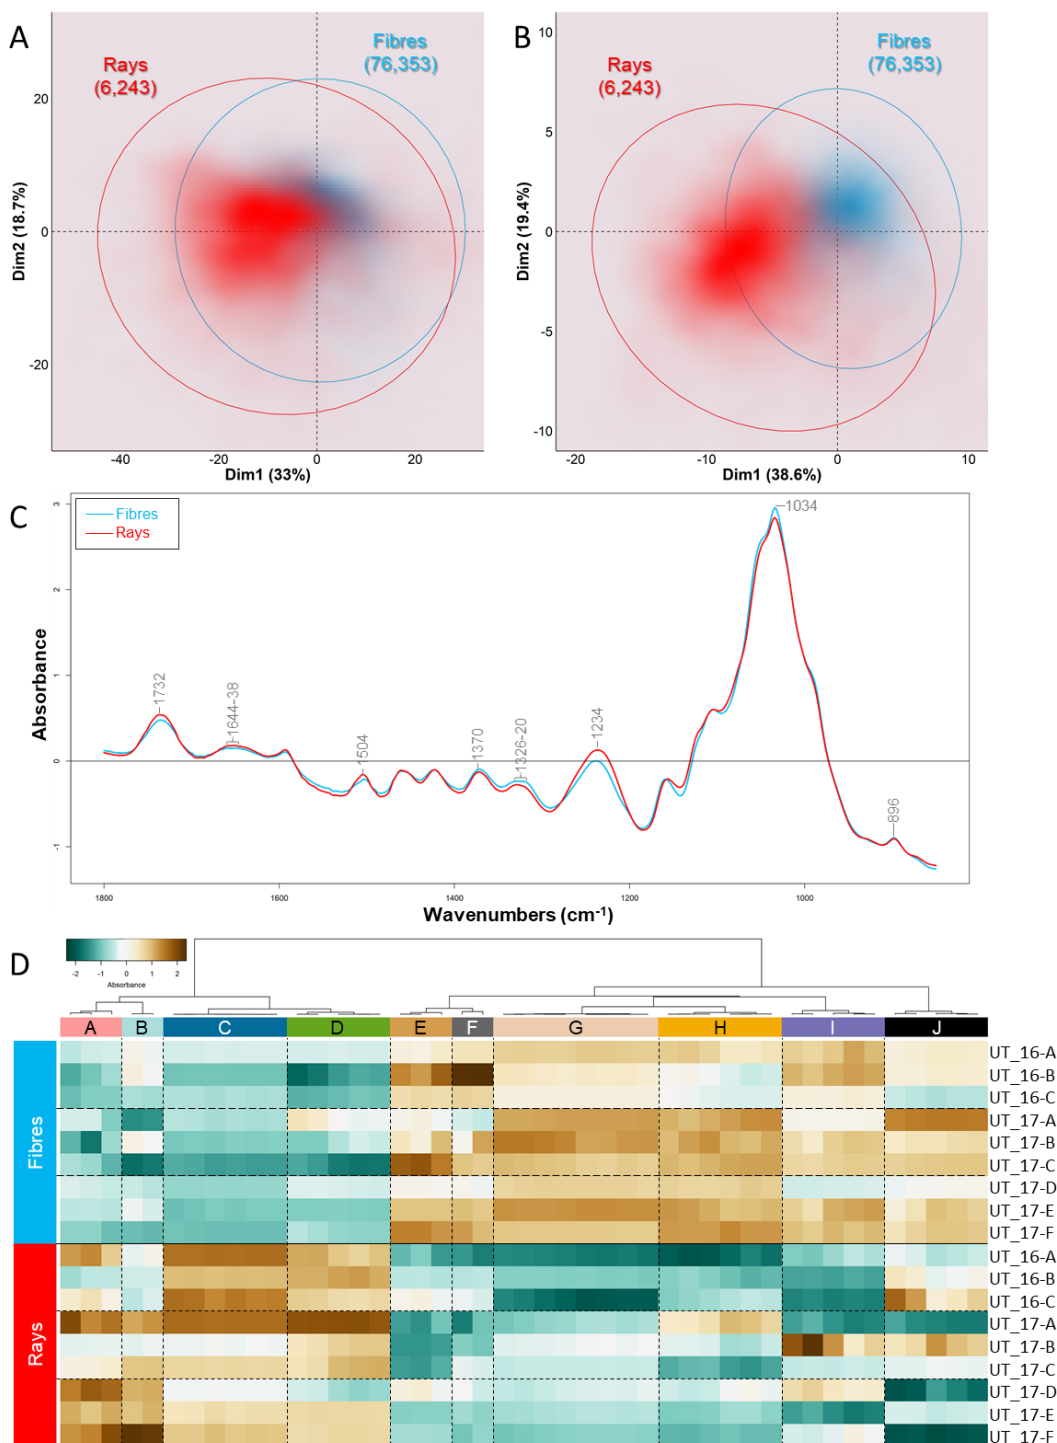 A
Rays
(6,243)
Fibres
(76,353)
20
0
-20
-40
-20
0
20
Dim2 (18.7%)
Dim1 (33%)
B
Rays
(6,243)
Fibres
(76,353)
10
5
0
-5
-10
-20
-10
0
10
Dim2 (19.4%)
Dim1 (38.6%)
C
Fibres
Rays
3
2
1
0
-1
Absorbance
1732
1644-38
1504
1370
1326-20
1234
1034
896
1800
1600
1400
1200
1000
Wavenumbers (cm⁻¹)
D
-2 -1 0 1 2
Absorbance
A B C D E F G H I J
Fibres
UT_16-A
UT_16-B
UT_16-C
UT_17-A
UT_17-B
UT_17-C
UT_17-D
UT_17-E
UT_17-F
Rays
UT_16-A
UT_16-B
UT_16-C
UT_17-A
UT_17-B
UT_17-C
UT_17-D
UT_17-E
UT_17-F